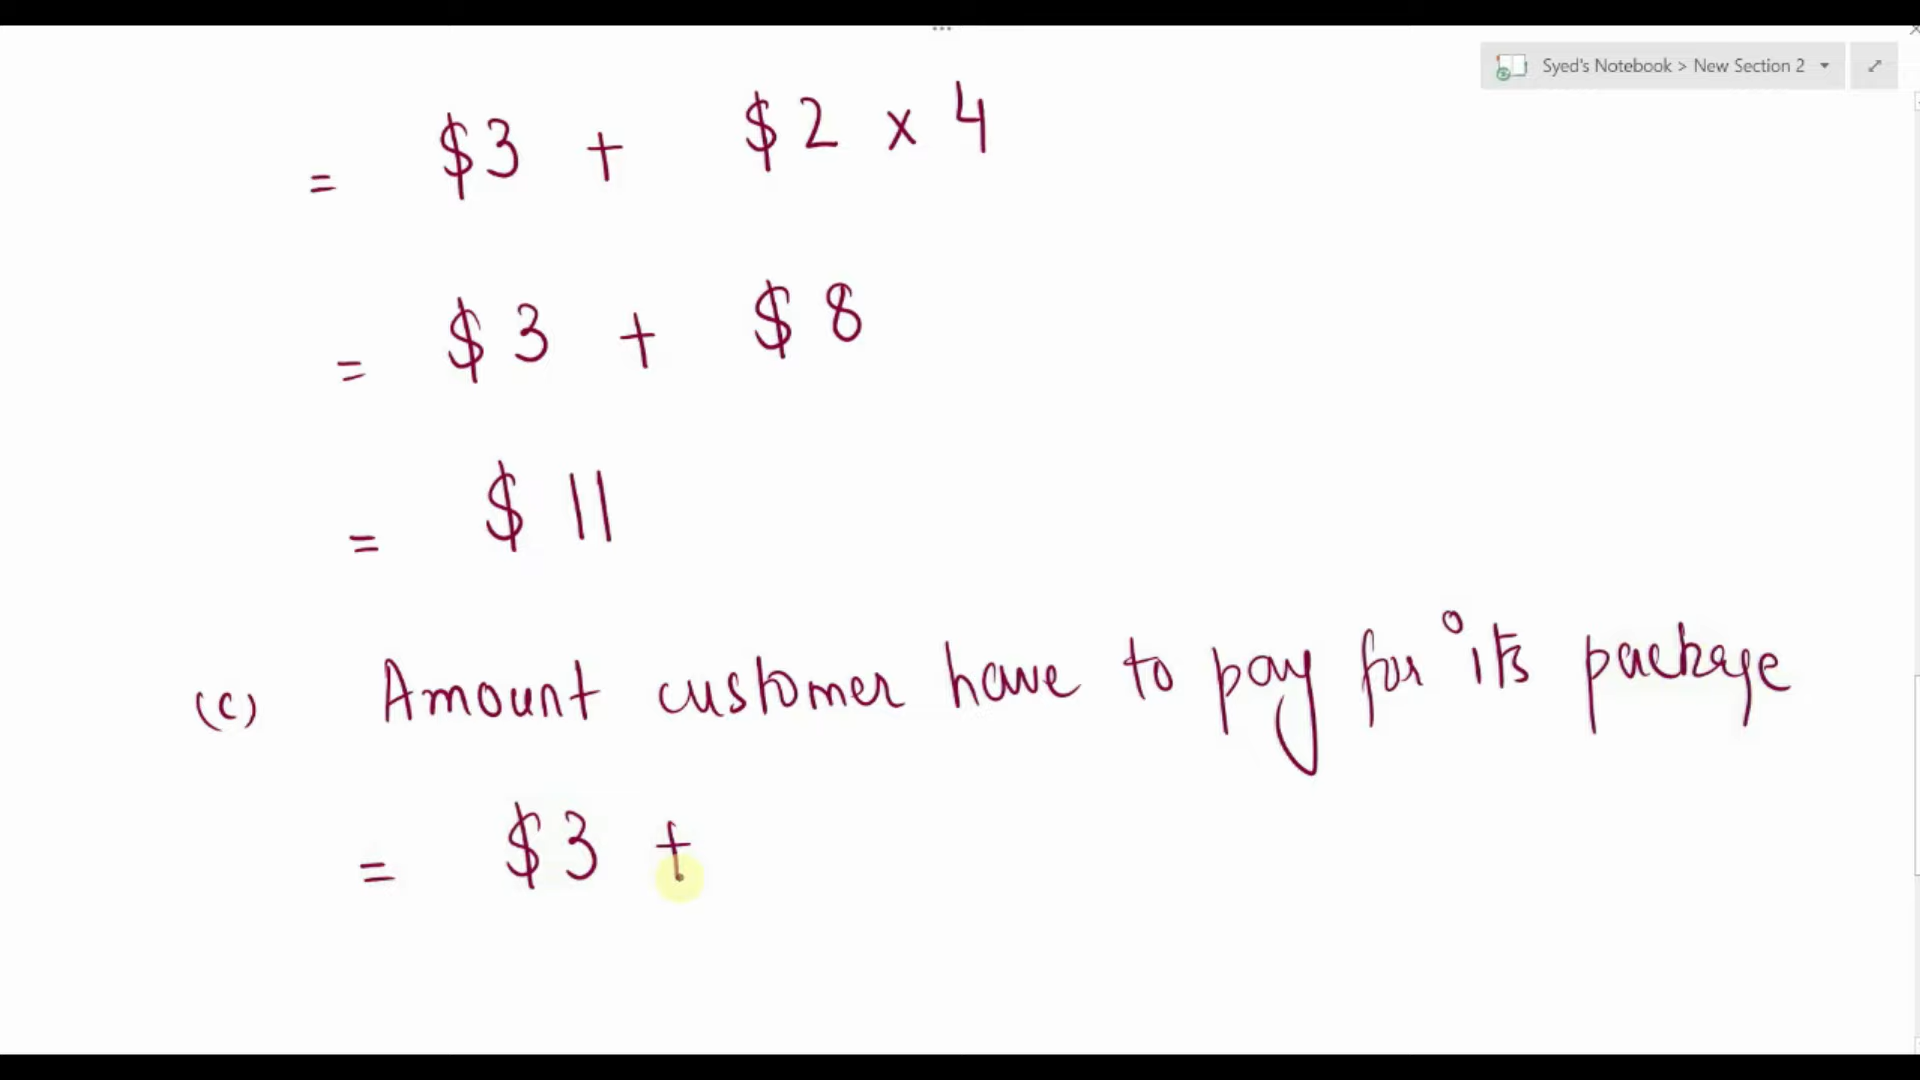 ...
Syed's Notebook > New Section 2
= $3 + $2 x 4
= $3 + $8
= $11
(c) Amount customer have to pay for its package
= $3 +